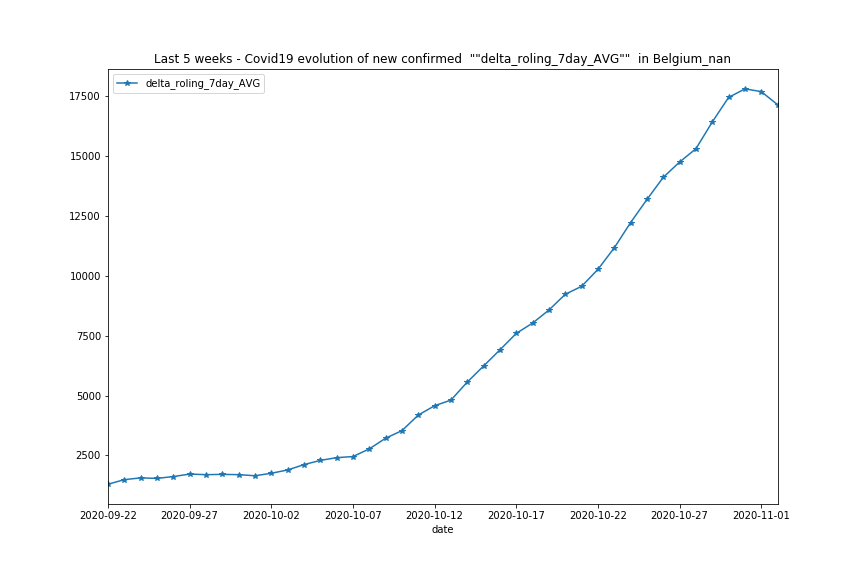 Last 5 weeks - Covid19 evolution of new confirmed  ""delta_roling_7day_AVG""  in Belgium_nan
delta_roling_7day_AVG
17500
15000
12500
10000
7500
5000
2500
2020-09-22 2020-09-27 2020-10-02 2020-10-07 2020-10-12 2020-10-17 2020-10-22 2020-10-27 2020-11-01
date